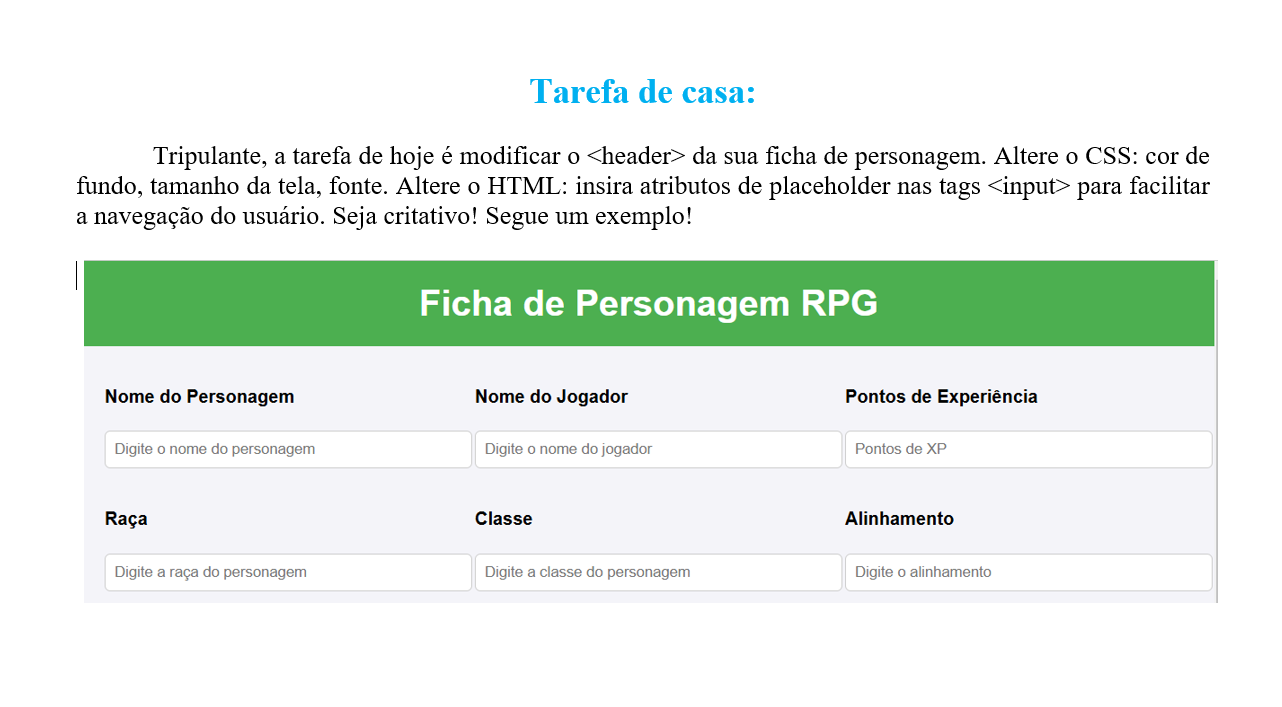 Tarefa de casa:
Tripulante, a tarefa de hoje é modificar o <header> da sua ficha de personagem. Altere o CSS: cor de
fundo, tamanho da tela, fonte. Altere o HTML: insira atributos de placeholder nas tags <input> para facilitar
a navegação do usuário. Seja critativo! Segue um exemplo!
Ficha de Personagem RPG
Nome do Personagem Nome do Jogador Pontos de Experiência
Digite o nome do personagem Digite o nome do jogador Pontos de XP
Raça Classe Alinhamento
Digite a raça do personagem Digite a classe do personagem Digite o alinhamento